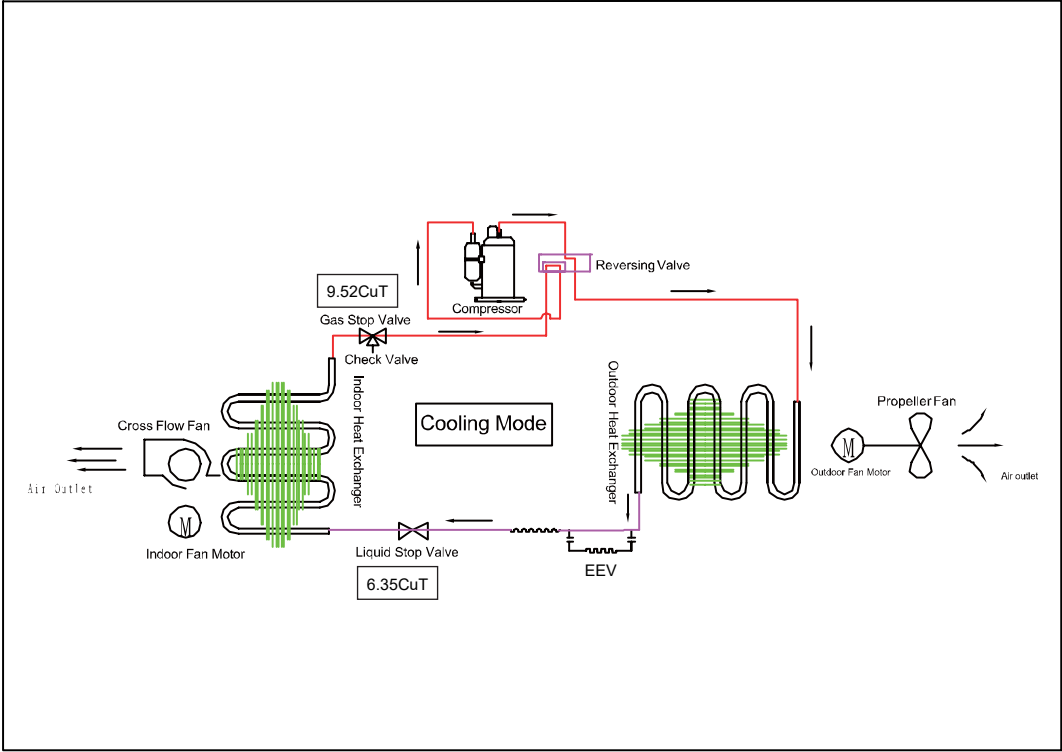 Reversing Valve
9.52CuT
Compressor
Gas Stop Valve
Check Valve
Indoor Heat Exchanger
Outdoor Heat Exchanger
Cooling Mode
Propeller Fan
Cross Flow Fan
M
Outdoor Fan Motor
Air outlet
Air Outlet
M
Indoor Fan Motor
Liquid Stop Valve
EEV
6.35CuT